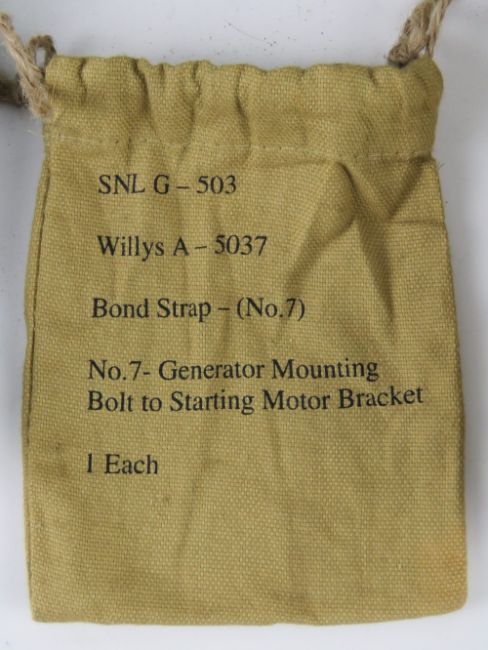 SNL G – 503
Willys A – 5037
Bond Strap – (No.7)
No.7- Generator Mounting
Bolt to Starting Motor Bracket
1 Each